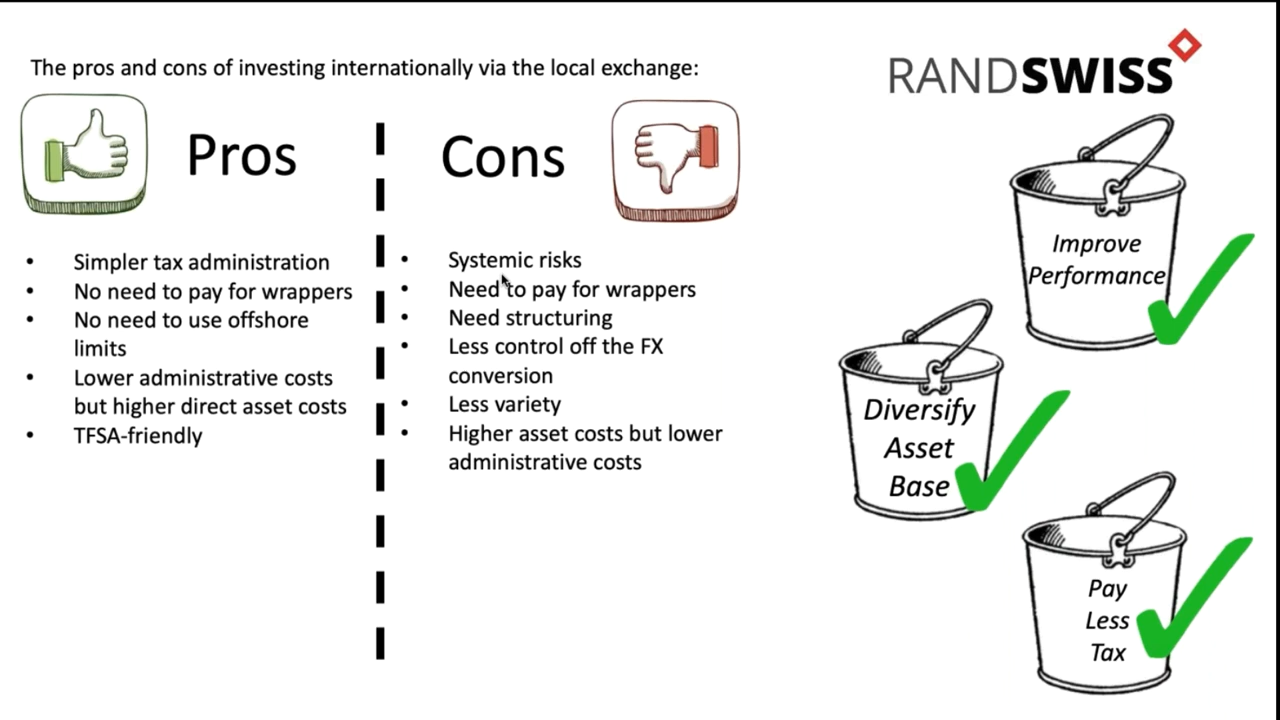 The pros and cons of investing internationally via the local exchange:
RANDSWISS
Pros
Simpler tax administration
No need to pay for wrappers
No need to use offshore
limits
Lower administrative costs
but higher direct asset costs
TFSA-friendly
Cons
Systemic risks
Need to pay for wrappers
Need structuring
Less control off the FX
conversion
Less variety
Higher asset costs but lower
administrative costs
Improve
Performance
Diversify
Asset
Base
Pay
Less
Tax